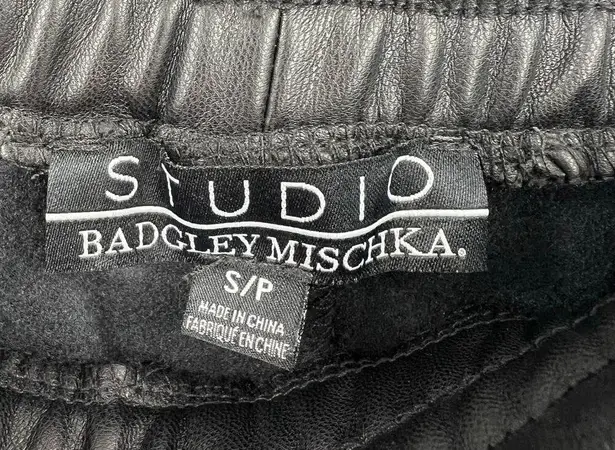 STUDIO
BADGLEY MISCHKA®
S/P
MADE IN CHINA
FABRIQUÉ EN CHINE